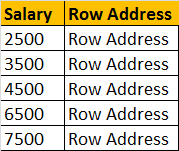 Salary Row Address
2500 Row Address
3500 Row Address
4500 Row Address
6500 Row Address
7500 Row Address